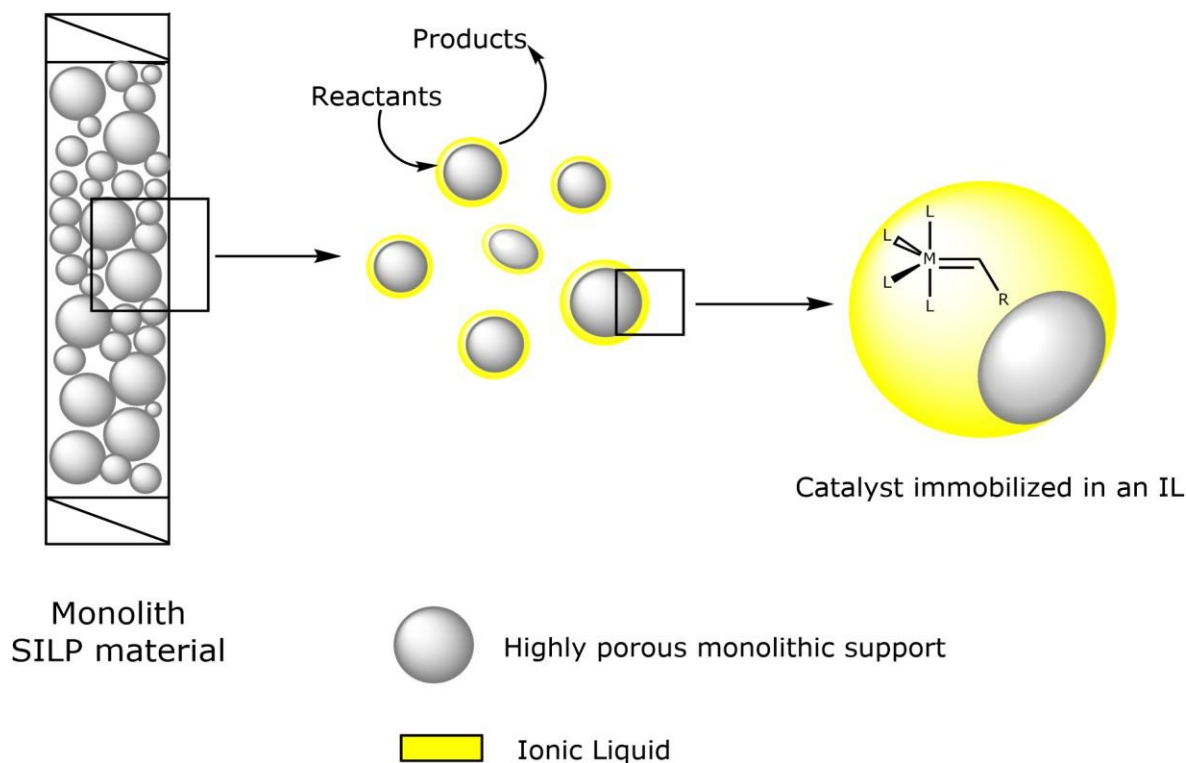 Products
Reactants
L
L
M
L
L
R
Catalyst immobilized in an IL
Monolith
SILP material
Highly porous monolithic support
Ionic Liquid